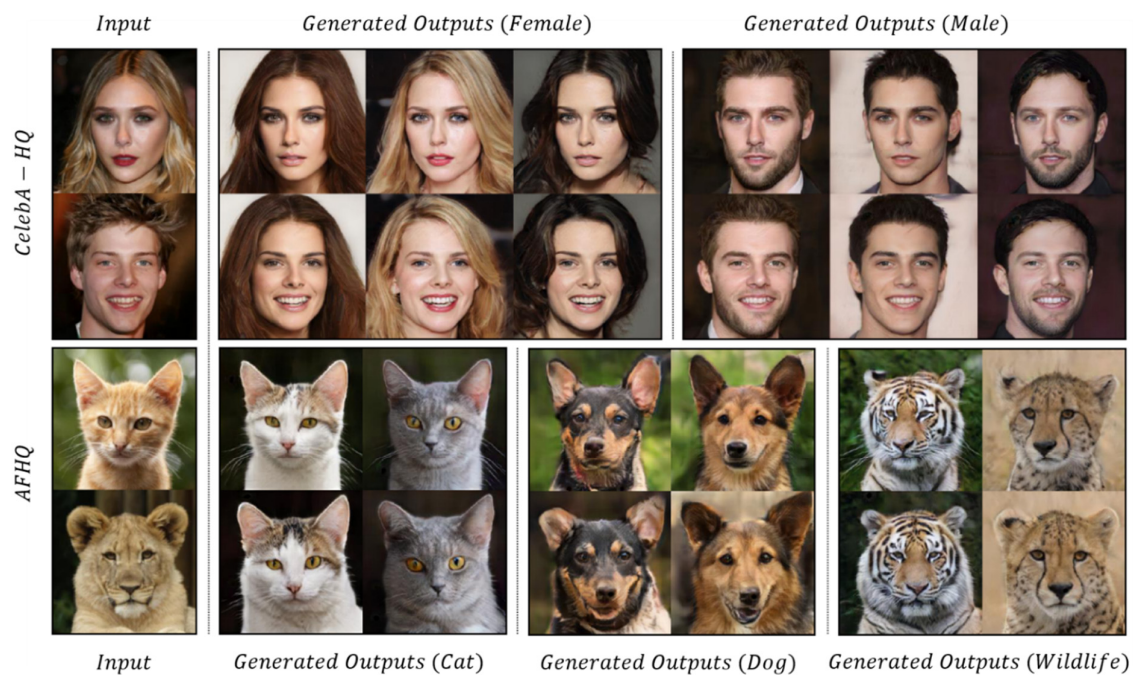 Input
Generated Outputs (Female)
Generated Outputs (Male)
CelebA − HQ
AFHQ
Input
Generated Outputs (Cat)
Generated Outputs (Dog)
Generated Outputs (Wildlife)